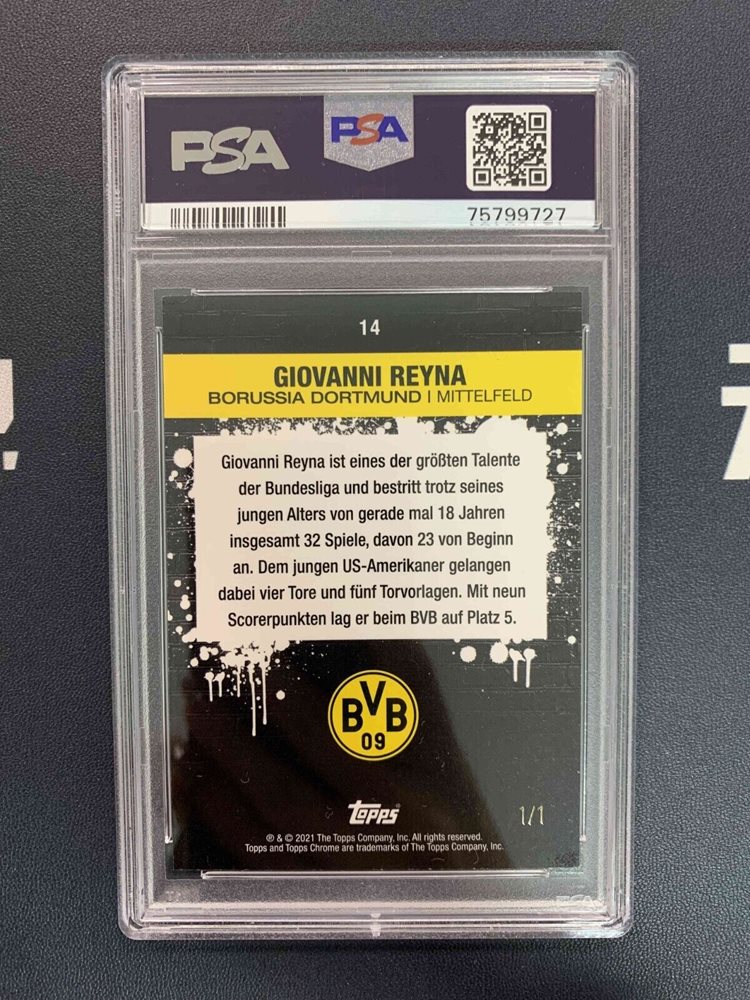 PSA
PSA
75799727
14
GIOVANNI REYNA
BORUSSIA DORTMUND | MITTELFELD
Giovanni Reyna ist eines der größten Talente
der Bundesliga und bestritt trotz seines
jungen Alters von gerade mal 18 Jahren
insgesamt 32 Spiele, davon 23 von Beginn
an. Dem jungen US-Amerikaner gelangen
dabei vier Tore und fünf Torvorlagen. Mit neun
Scorerpunkten lag er beim BVB auf Platz 5.
BVB
09
Topps
1/1
℗ & © 2021 The Topps Company, Inc. All rights reserved.
Topps and Topps Chrome are trademarks of The Topps Company, Inc.
PSA